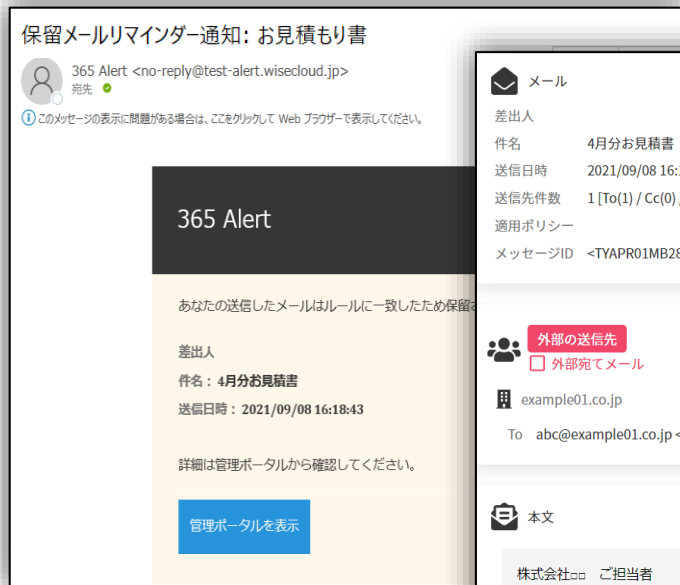 保留メールリマインダー通知: お見積もり書
365 Alert <no-reply@test-alert.wisecloud.jp>
宛先
このメッセージの表示に問題がある場合は、ここをクリックして Web ブラウザーで表示してください。
365 Alert
あなたの送信したメールはルールに一致したため保留
差出人
件名： 4月分お見積書
送信日時： 2021/09/08 16:18:43
詳細は管理ポータルから確認してください。
管理ポータルを表示
メール
差出人
件名 4月分お見積書
送信日時 2021/09/08 16:
送信先件数 1 [To(1) / Cc(0) /
適用ポリシー
メッセージID <TYAPR01MB28
外部の送信先
外部宛てメール
example01.co.jp
To abc@example01.co.jp <
本文
株式会社□□ ご担当者